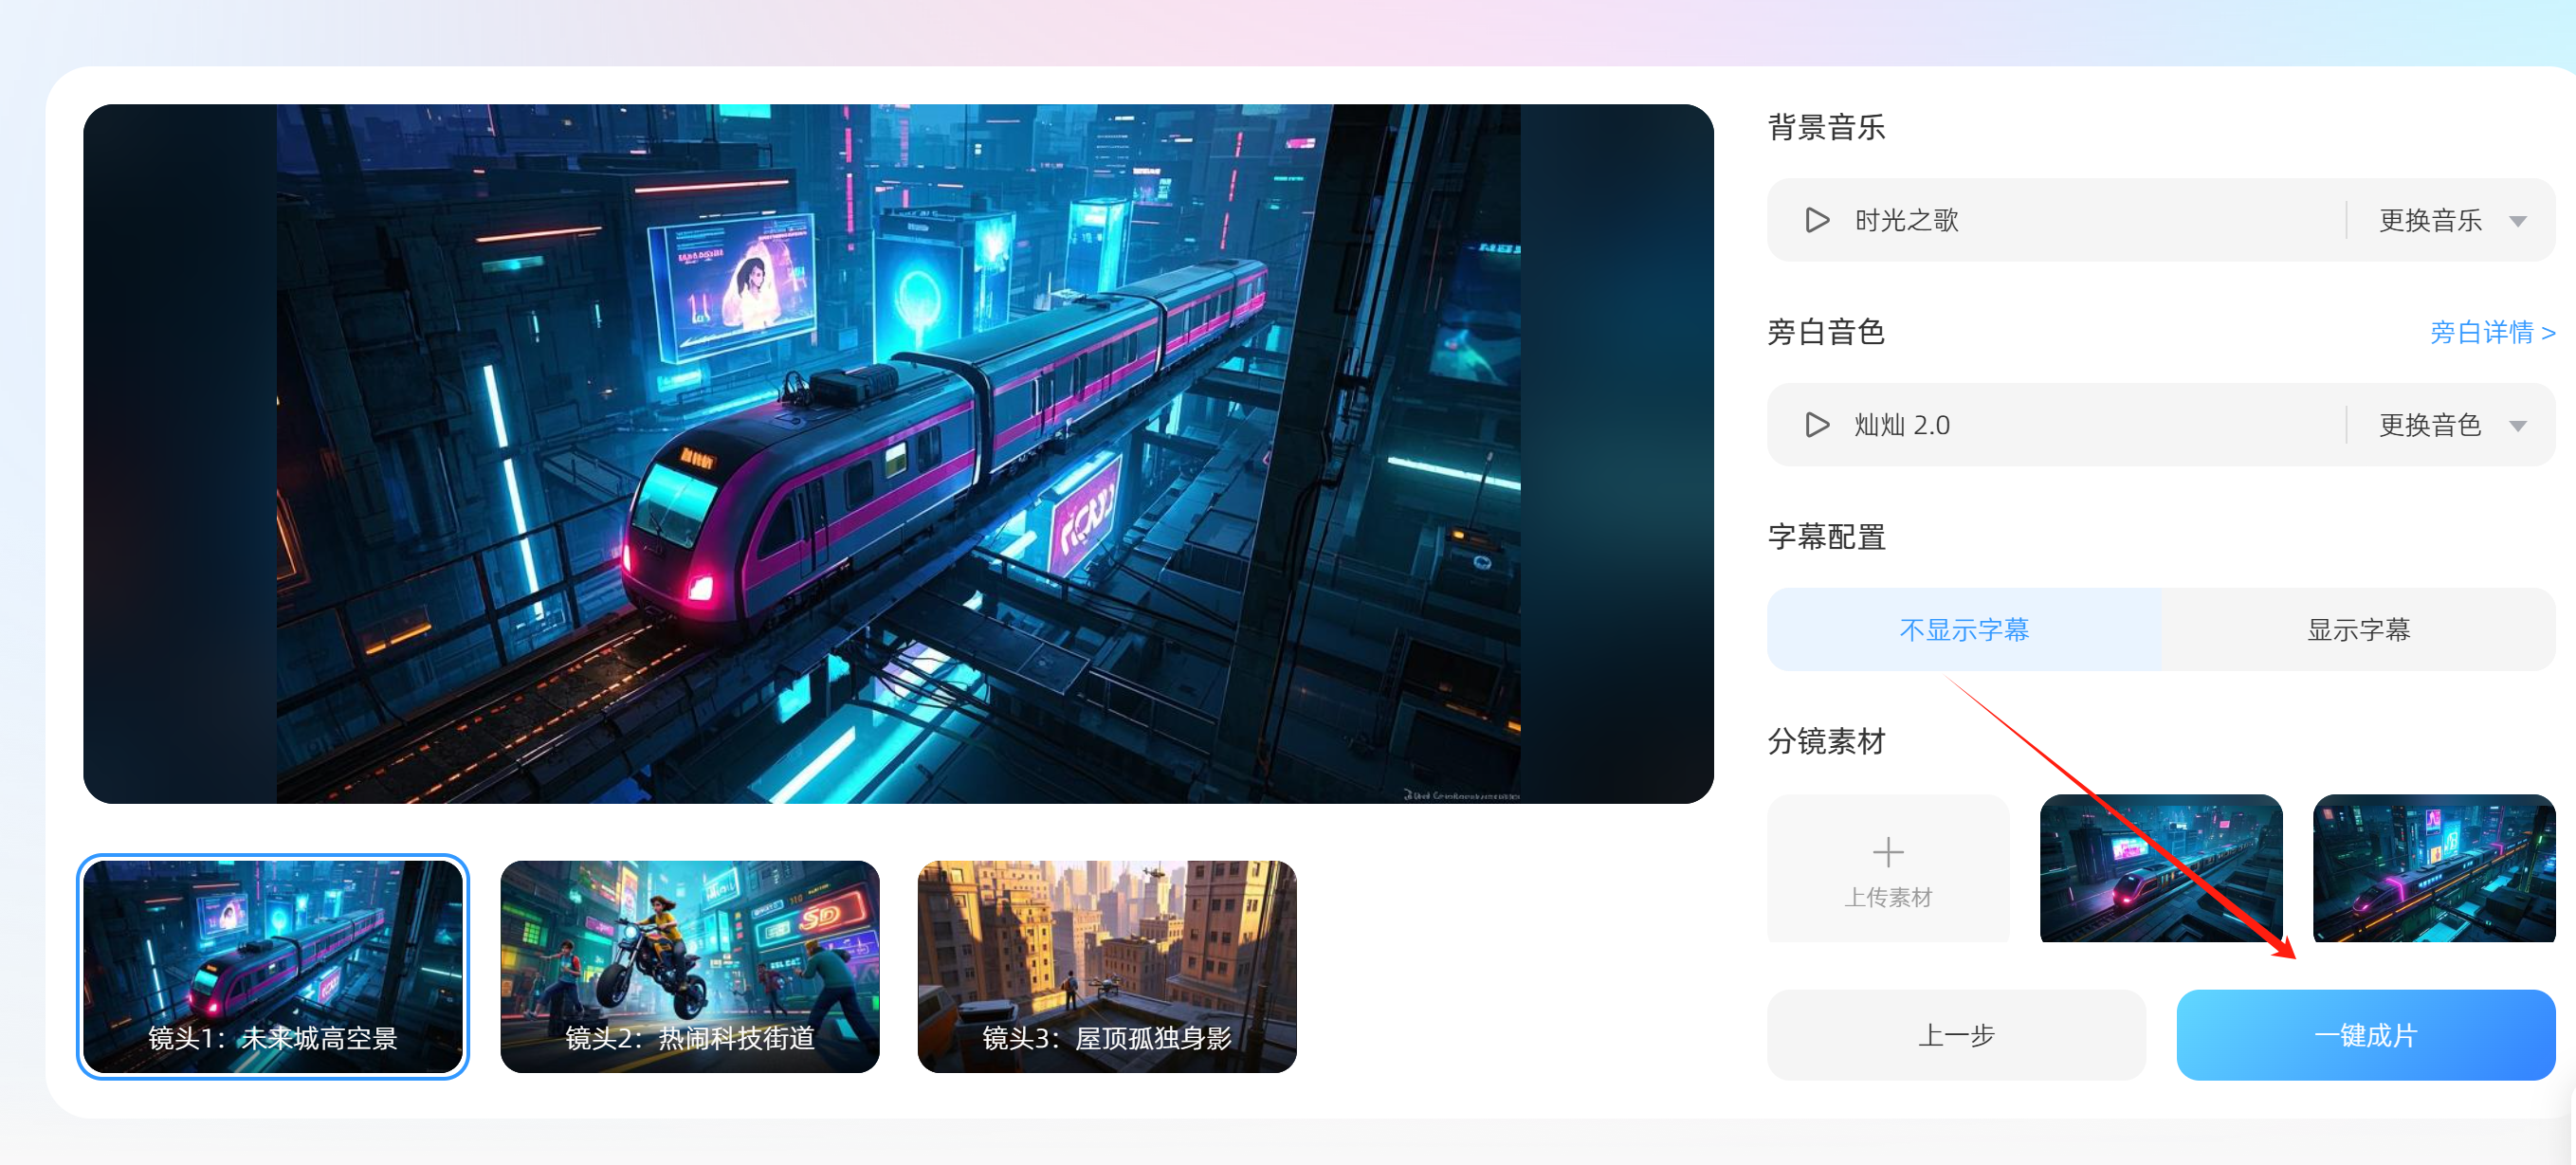 背景音乐
时光之歌
更换音乐
旁白音色
旁白详情 >
灿灿 2.0
更换音色
字幕配置
不显示字幕
显示字幕
分镜素材
上传素材
镜头1：未来城高空景
镜头2：热闹科技街道
镜头3：屋顶孤独身影
上一步
一键成片